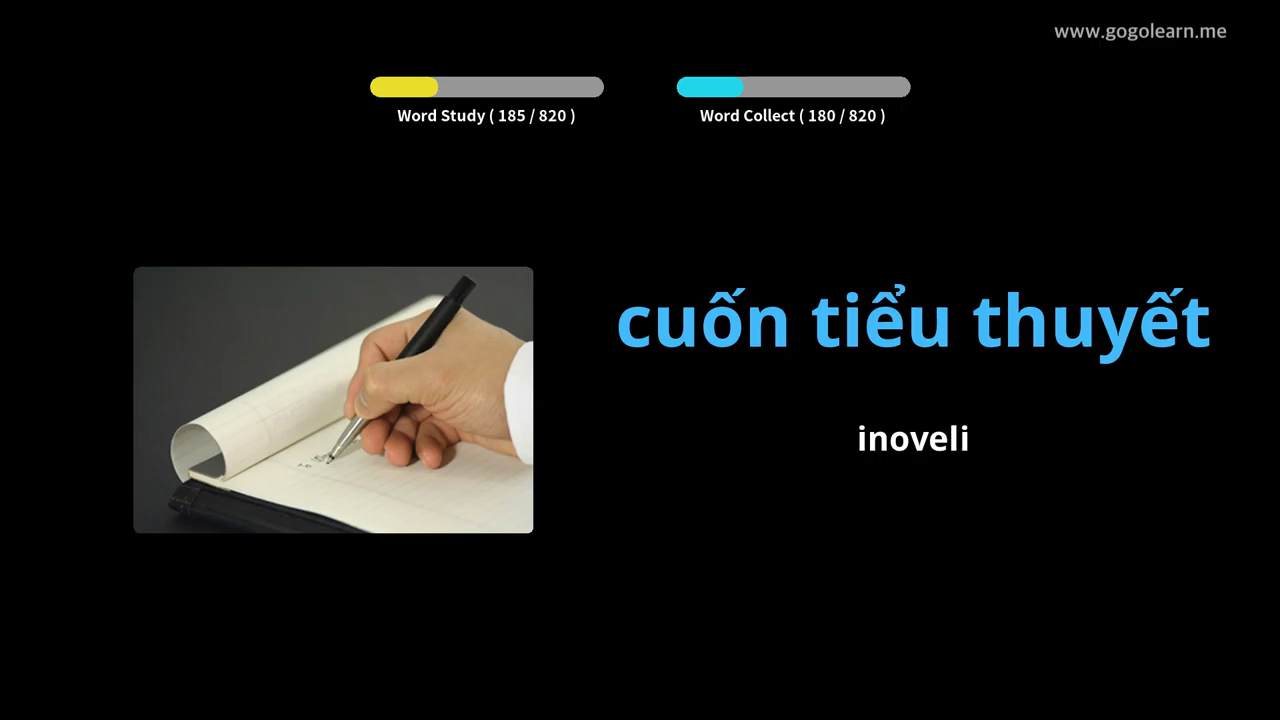 www.gogolearn.me
Word Study ( 185 / 820 )
Word Collect ( 180 / 820 )
cuốn tiểu thuyết
inoveli